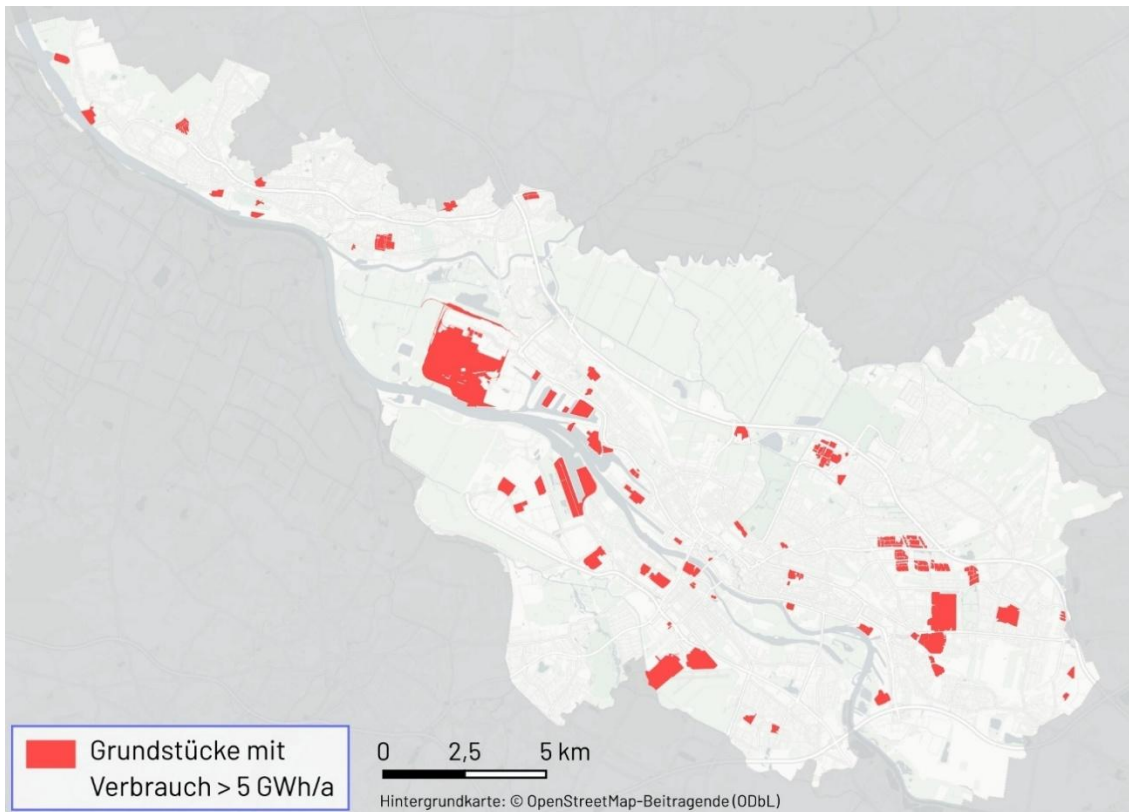 Grundstücke mit
Verbrauch > 5 GWh/a
0 2,5 5 km
Hintergrundkarte: © OpenStreetMap-Beitragende (ODbL)